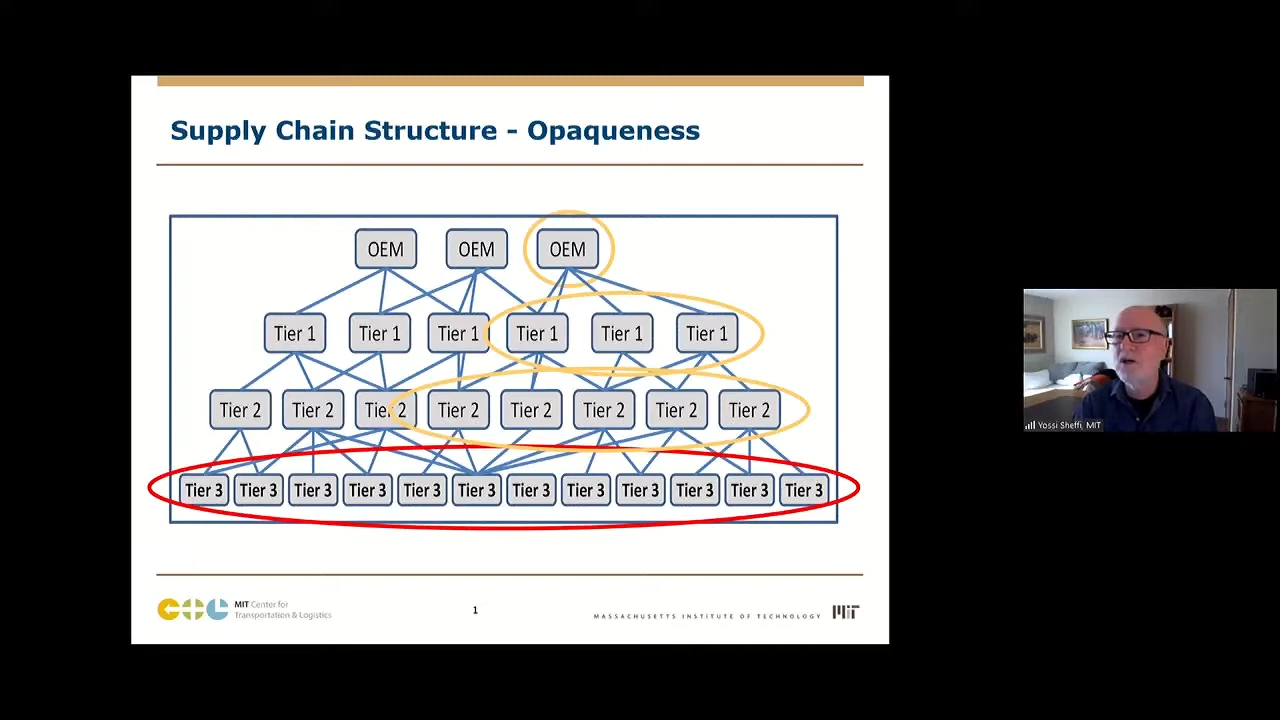 Supply Chain Structure - Opaqueness
OEM OEM OEM
Tier 1 Tier 1 Tier 1 Tier 1 Tier 1 Tier 1
Tier 2 Tier 2 Tier 2 Tier 2 Tier 2 Tier 2 Tier 2 Tier 2
Tier 3 Tier 3 Tier 3 Tier 3 Tier 3 Tier 3 Tier 3 Tier 3 Tier 3 Tier 3 Tier 3 Tier 3
Yossi Sheffi, MIT
MIT Center for
Transportation & Logistics
1
MASSACHUSETTS INSTITUTE OF TECHNOLOGY
MIT